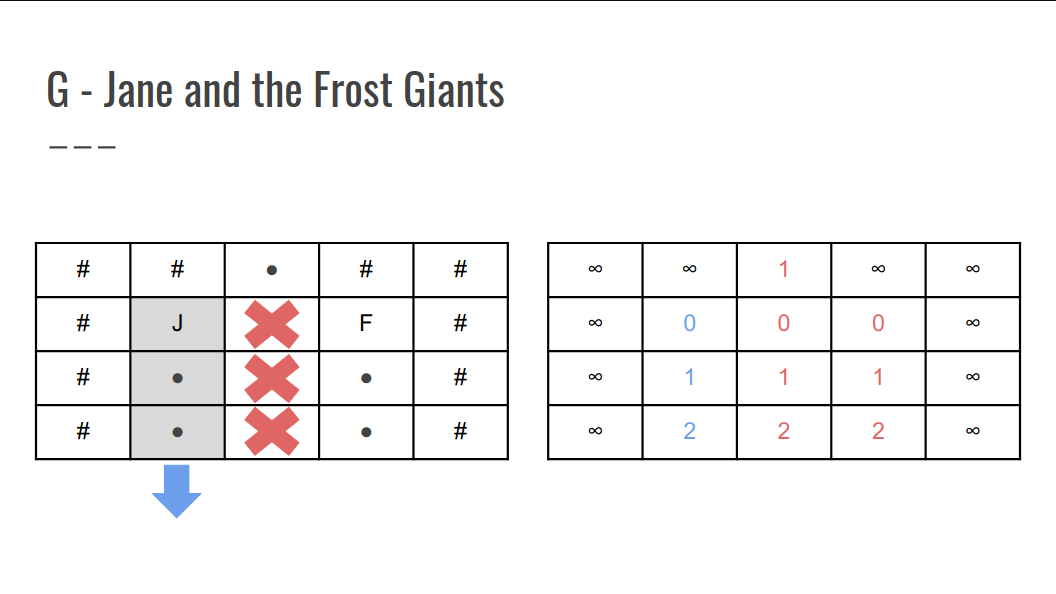 G - Jane and the Frost Giants
# # • # #
# J F #
# • • #
# • • #
∞ ∞ 1 ∞ ∞
∞ 0 0 0 ∞
∞ 1 1 1 ∞
∞ 2 2 2 ∞